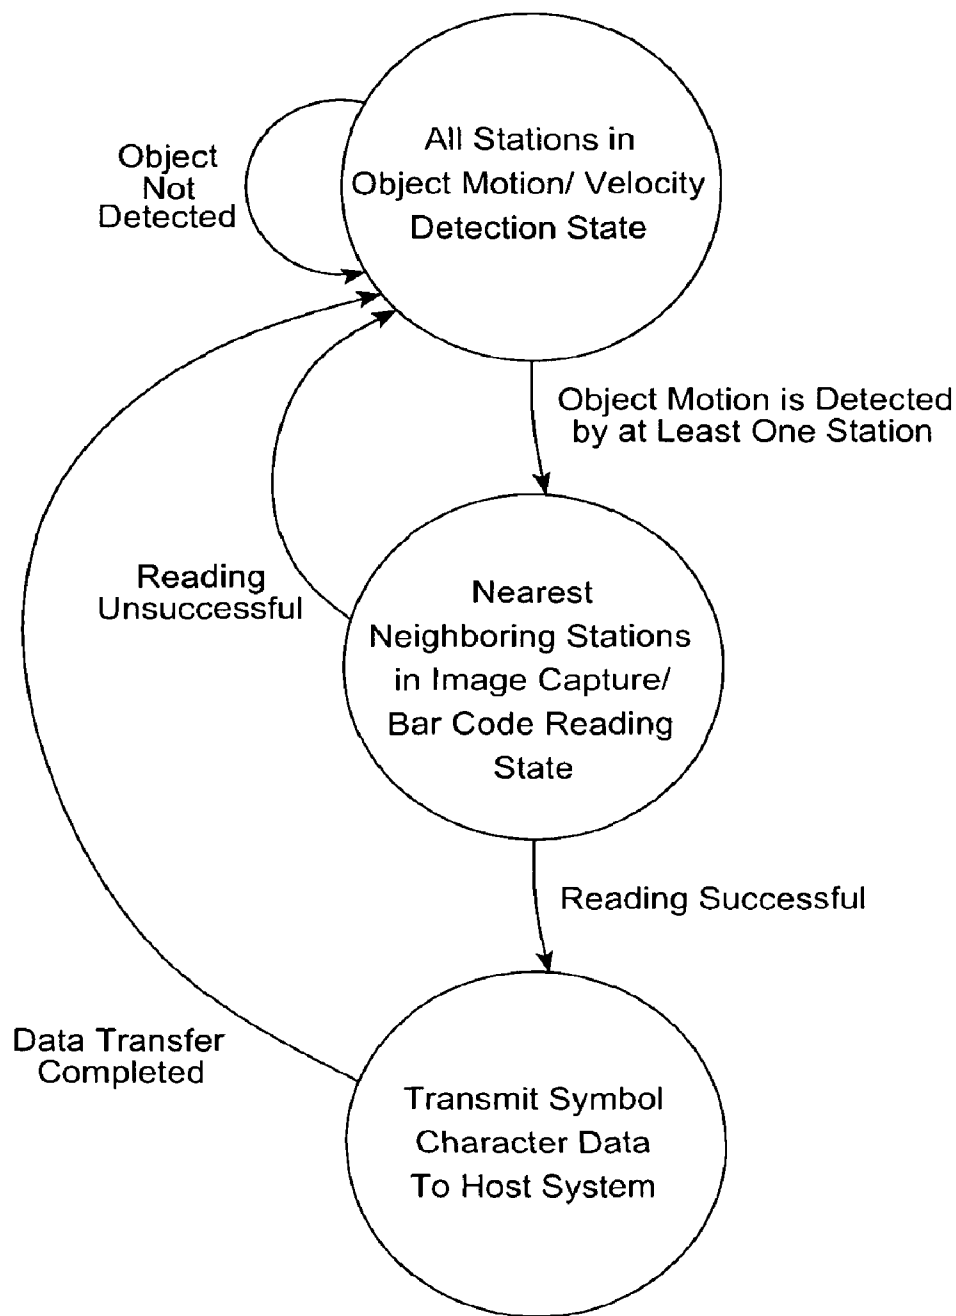 All Stations in
Object Motion/ Velocity
Detection State
Object
Not
Detected
Object Motion is Detected
by at Least One Station
Reading
Unsuccessful
Nearest
Neighboring Stations
in Image Capture/
Bar Code Reading
State
Reading Successful
Data Transfer
Completed
Transmit Symbol
Character Data
To Host System